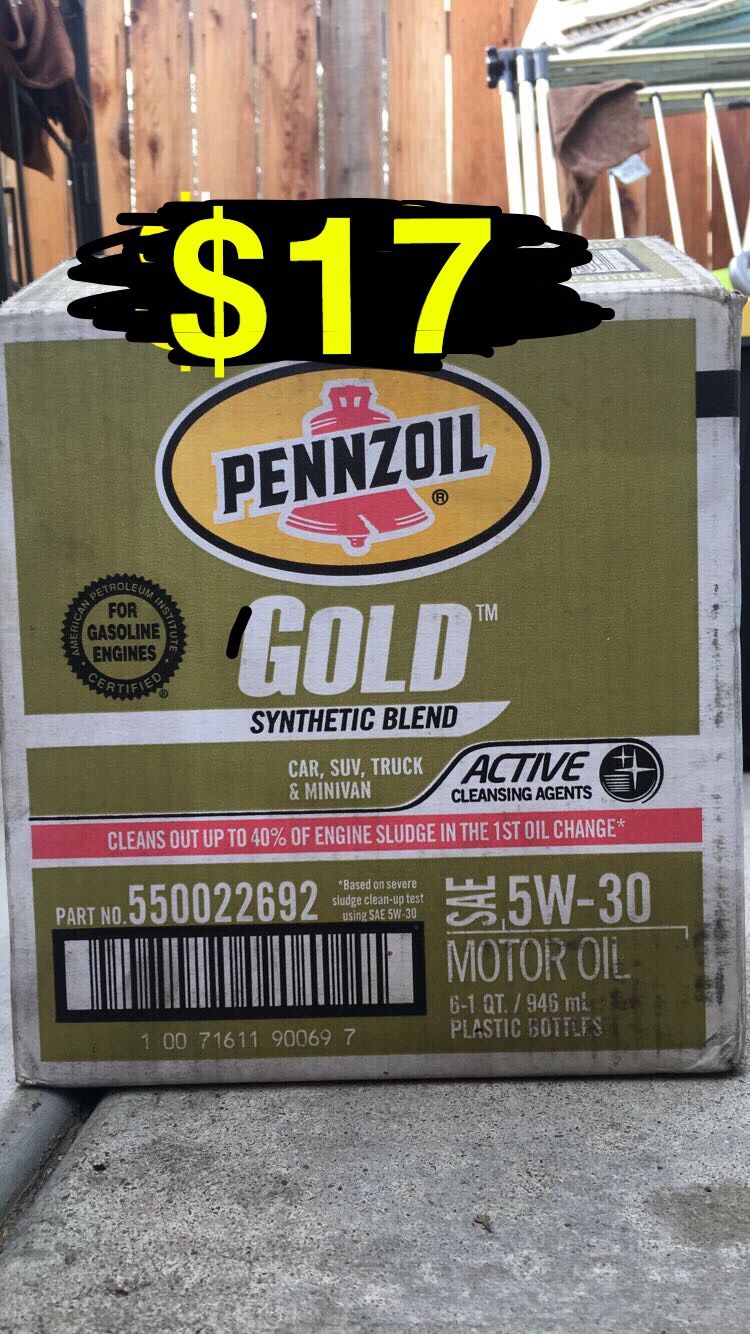 $17
PENNZOIL®
AMERICAN PETROLEUM INSTITUTE
FOR
GASOLINE
ENGINES
CERTIFIED ®
GOLD™
SYNTHETIC BLEND
CAR, SUV, TRUCK
& MINIVAN
ACTIVE
CLEANSING AGENTS
CLEANS OUT UP TO 40% OF ENGINE SLUDGE IN THE 1ST OIL CHANGE*
PART NO. 550022692
*Based on severe
sludge clean-up test
using SAE 5W-30
SAE 5W-30
MOTOR OIL
6-1 QT. / 946 mL
PLASTIC BOTTLES
1 00 71611 90069 7